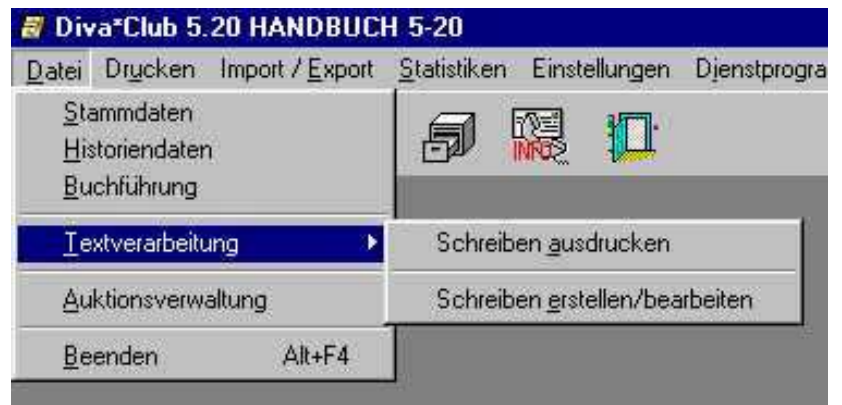 Diva*Club 5.20 HANDBUCH 5-20
Datei Drucken Import / Export Statistiken Einstellungen Dienstprogra
Stammdaten
Historiendaten
Buchführung
INFO
Textverarbeitung Schreiben ausdrucken
Auktionsverwaltung Schreiben erstellen/bearbeiten
Beenden Alt+F4